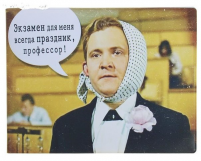 Экзамен для меня
всегда праздник,
профессор!